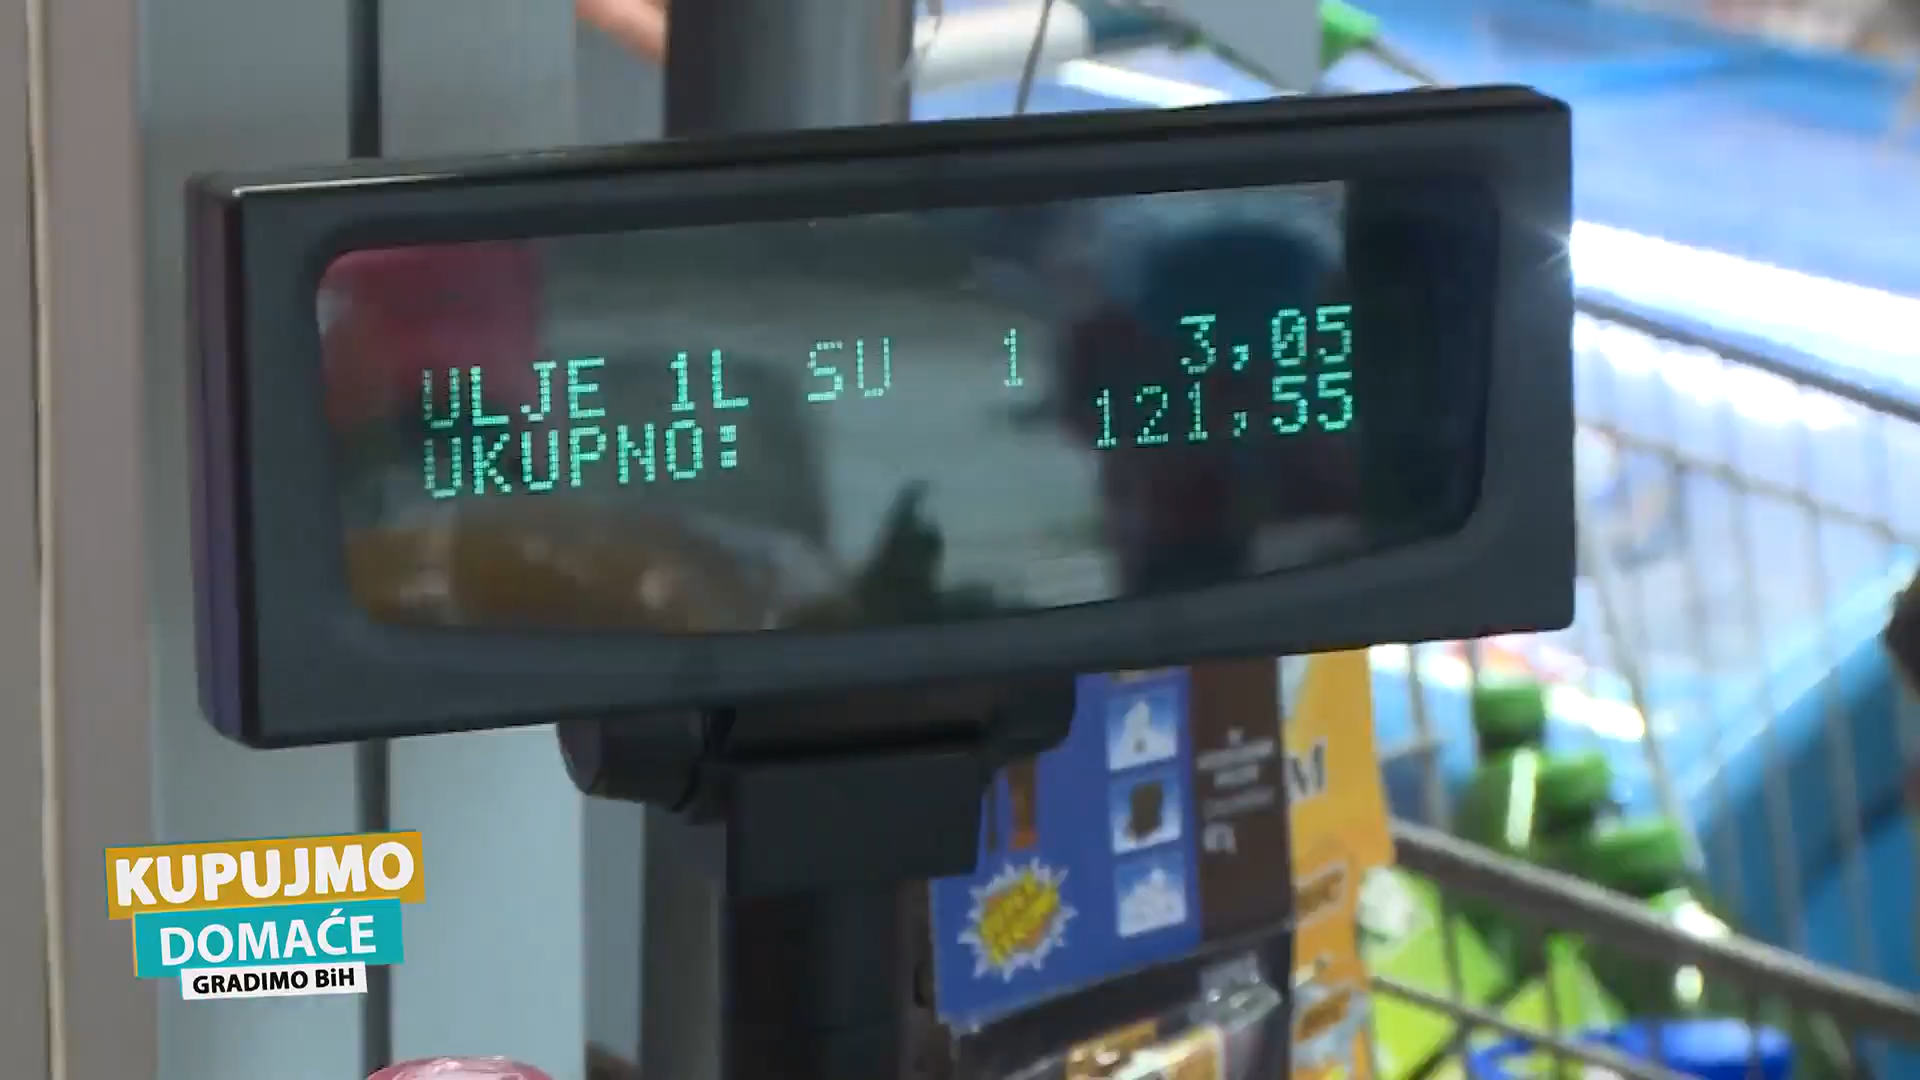 ULJE 1L SU 1 3,05
UKUPNO: 121,55
KUPUJMO
DOMAĆE
GRADIMO BiH